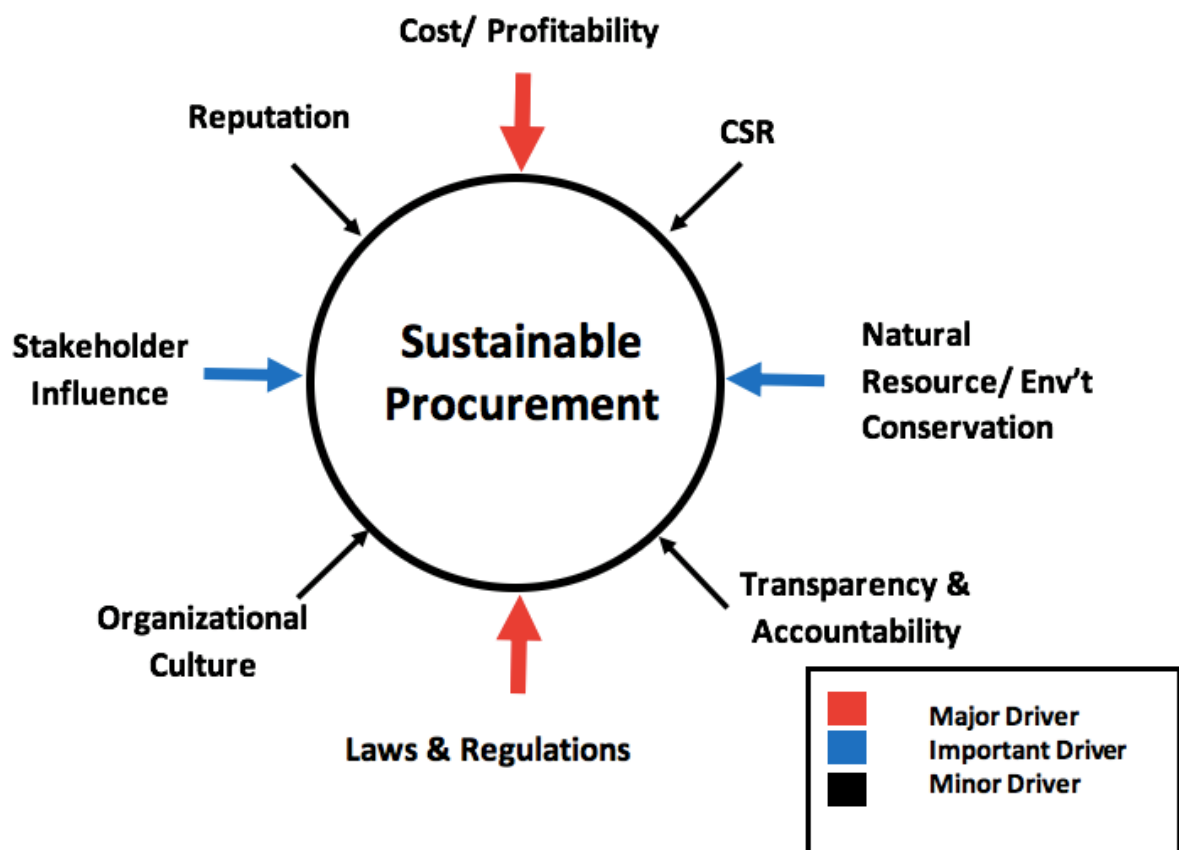 Cost/ Profitability
Reputation
CSR
Sustainable
Procurement
Stakeholder
Influence
Natural
Resource/ Env’t
Conservation
Organizational
Culture
Transparency &
Accountability
Laws & Regulations
Major Driver
Important Driver
Minor Driver